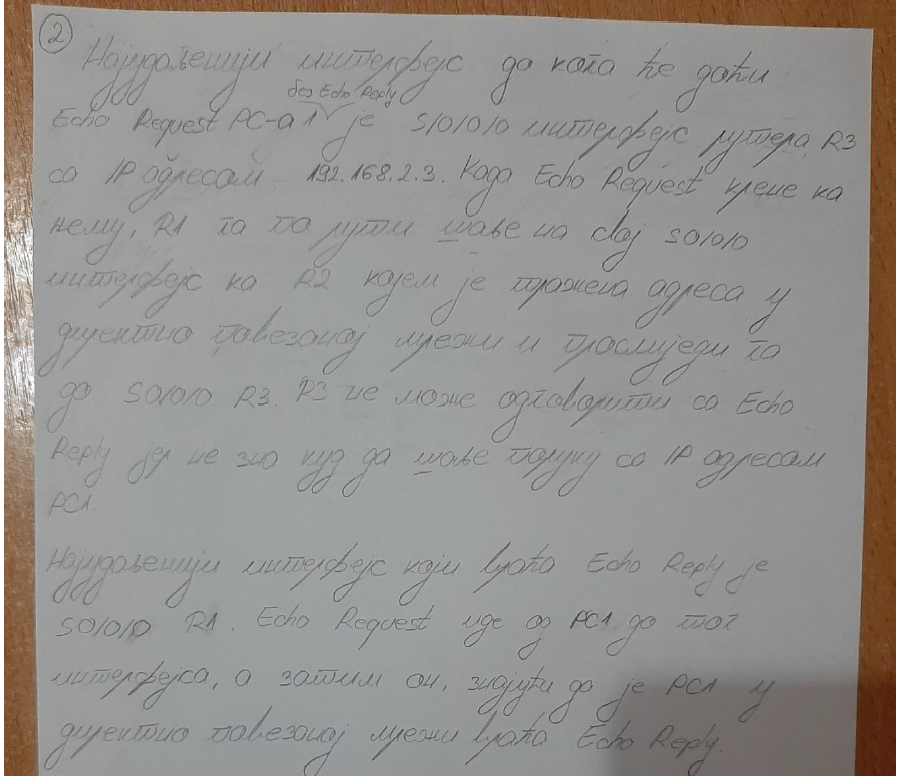 2
Најудаљенији интерфејс до кога ће доћи
без Echo Reply
Echo Request PC-а 1 је S/0/0/0 интерфејс рутера R3
са IP адресом 192.168.2.3. Када Echo Request крене ка
њему, R1 га по рути шаље на свој S0/0/0
интерфејс ка R2 којем је тражена адреса у
директно повезаној мрежи и прослиједи га
до S0/0/0 R3. R3 не може одговорити са Echo
Reply јер не зна куд да шаље поруку са IP адресом
PC1.
Најудаљенији интерфејс који враћа Echo Reply је
S0/0/0 R1. Echo Request иде од PC1 до тог
интерфејса, а затим он, знајући да је PC1 у
директно повезаној мрежи враћа Echo Reply.